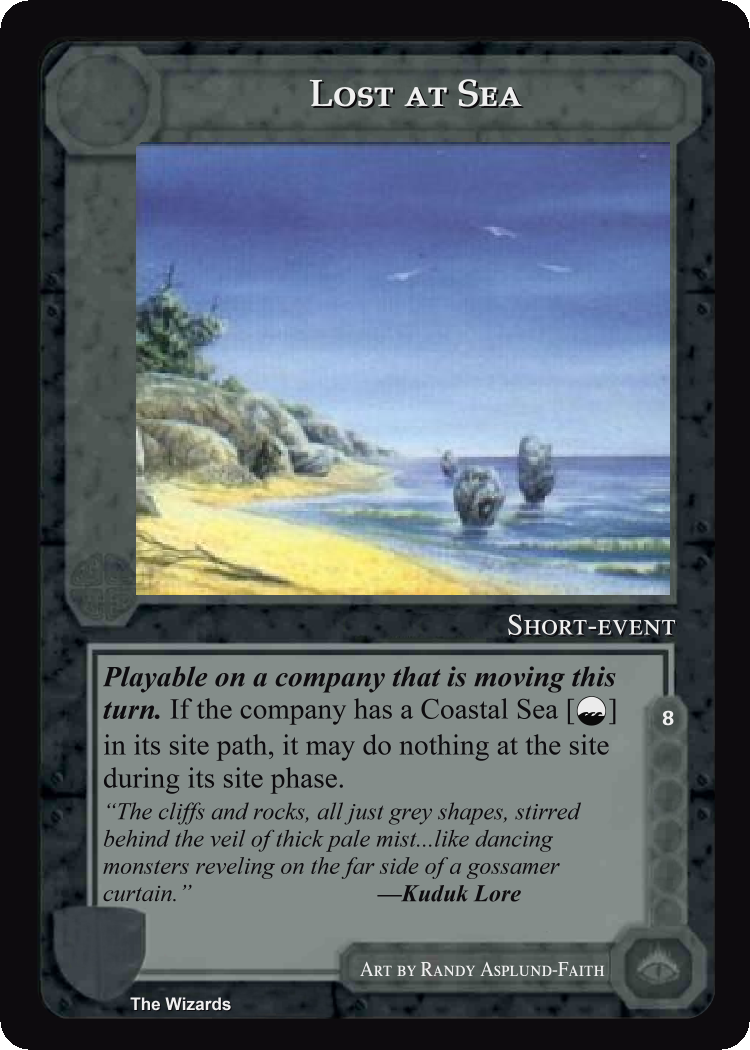 Lost at Sea
Short-event
Playable on a company that is moving this
turn. If the company has a Coastal Sea [ ]
8
in its site path, it may do nothing at the site
during its site phase.
“The cliffs and rocks, all just grey shapes, stirred
behind the veil of thick pale mist...like dancing
monsters reveling on the far side of a gossamer
curtain.” —Kuduk Lore
Art by Randy Asplund-Faith
The Wizards